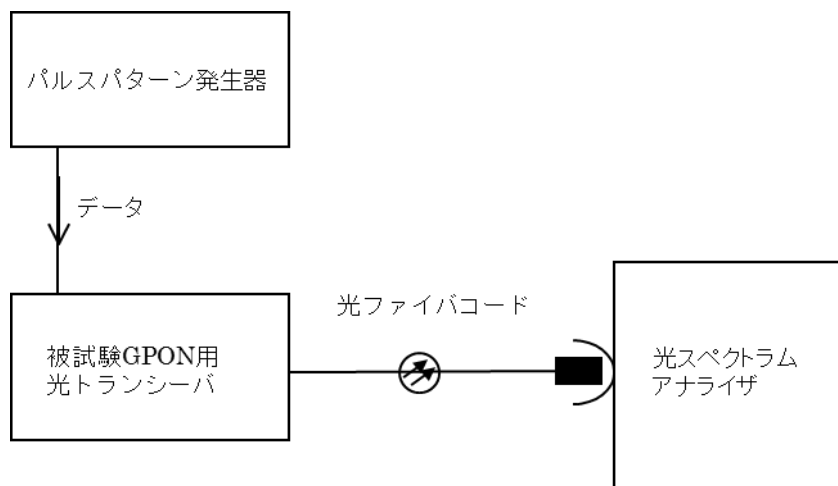 パルスパターン発生器
データ
光ファイバコード
被試験GPON用
光トランシーバ
光スペクトラム
アナライザ